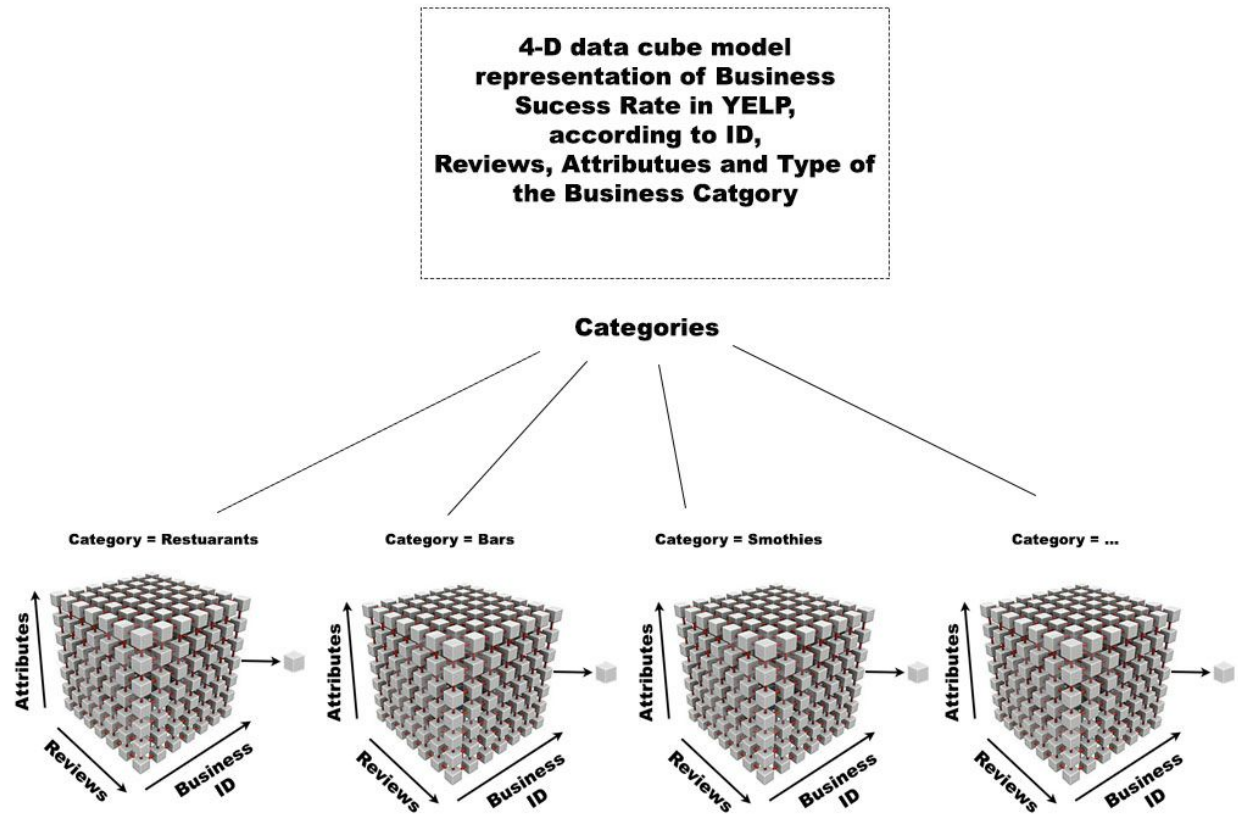 4-D data cube model
representation of Business
Sucess Rate in YELP,
according to ID,
Reviews, Attributues and Type of
the Business Catgory
Categories
Category = Restuarants
Category = Bars
Category = Smothies
Category = ...
Attributes
Reviews
Business
ID
Attributes
Reviews
Business
ID
Attributes
Reviews
Business
ID
Attributes
Reviews
Business
ID